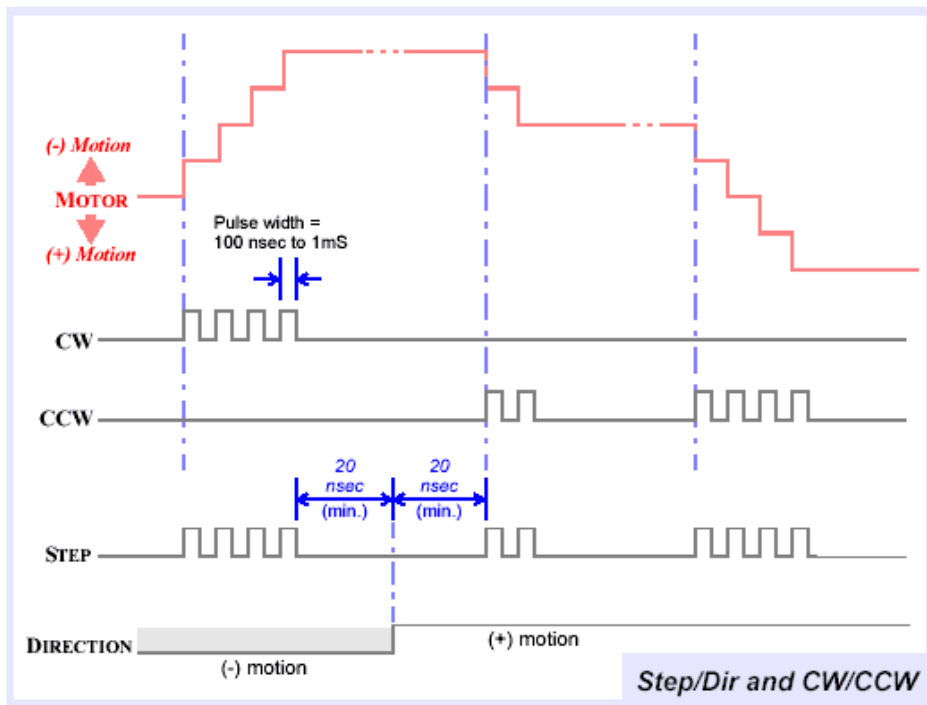 (-) Motion
MOTOR
(+) Motion
Pulse width =
100 nsec to 1mS
CW
CCW
20
nsec
(min.)
20
nsec
(min.)
STEP
DIRECTION
(-) motion
(+) motion
Step/Dir and CW/CCW